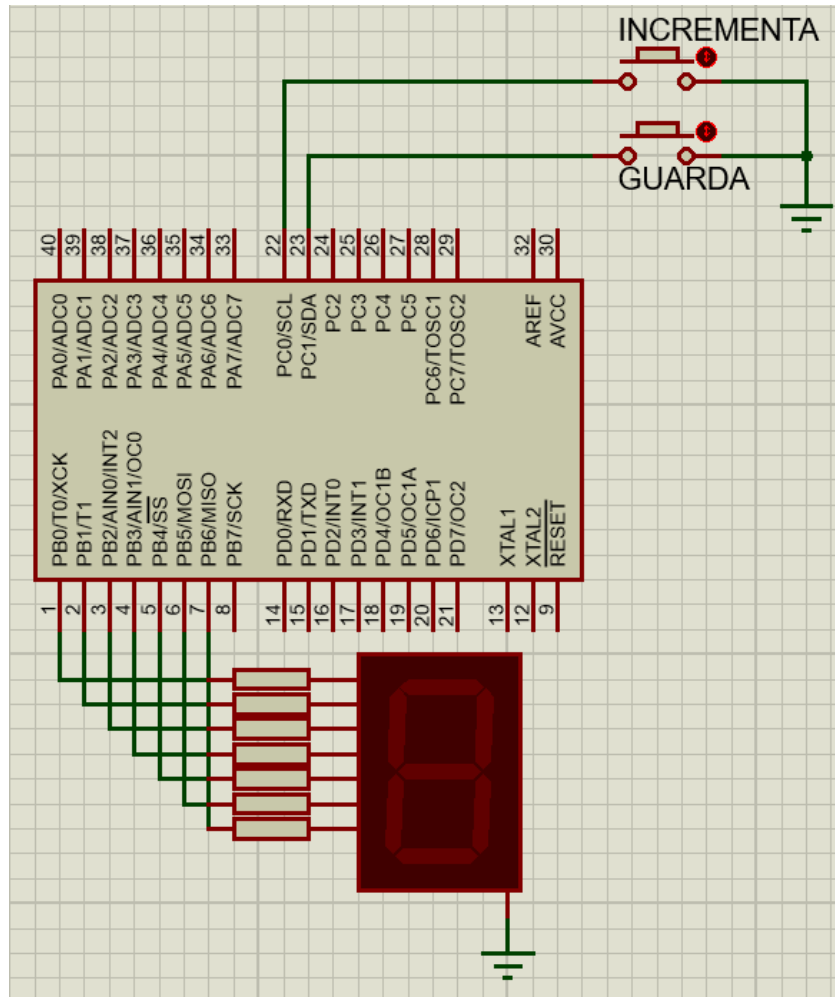 INCREMENTA
GUARDA
40
39
38
37
36
35
34
33
22
23
24
25
26
27
28
29
32
30
PA0/ADC0
PA1/ADC1
PA2/ADC2
PA3/ADC3
PA4/ADC4
PA5/ADC5
PA6/ADC6
PA7/ADC7
PC0/SCL
PC1/SDA
PC2
PC3
PC4
PC5
PC6/TOSC1
PC7/TOSC2
AREF
AVCC
PB0/T0/XCK
PB1/T1
PB2/AIN0/INT2
PB3/AIN1/OC0
PB4/SS
PB5/MOSI
PB6/MISO
PB7/SCK
PD0/RXD
PD1/TXD
PD2/INT0
PD3/INT1
PD4/OC1B
PD5/OC1A
PD6/ICP1
PD7/OC2
XTAL1
XTAL2
RESET
1
2
3
4
5
6
7
8
14
15
16
17
18
19
20
21
13
12
9